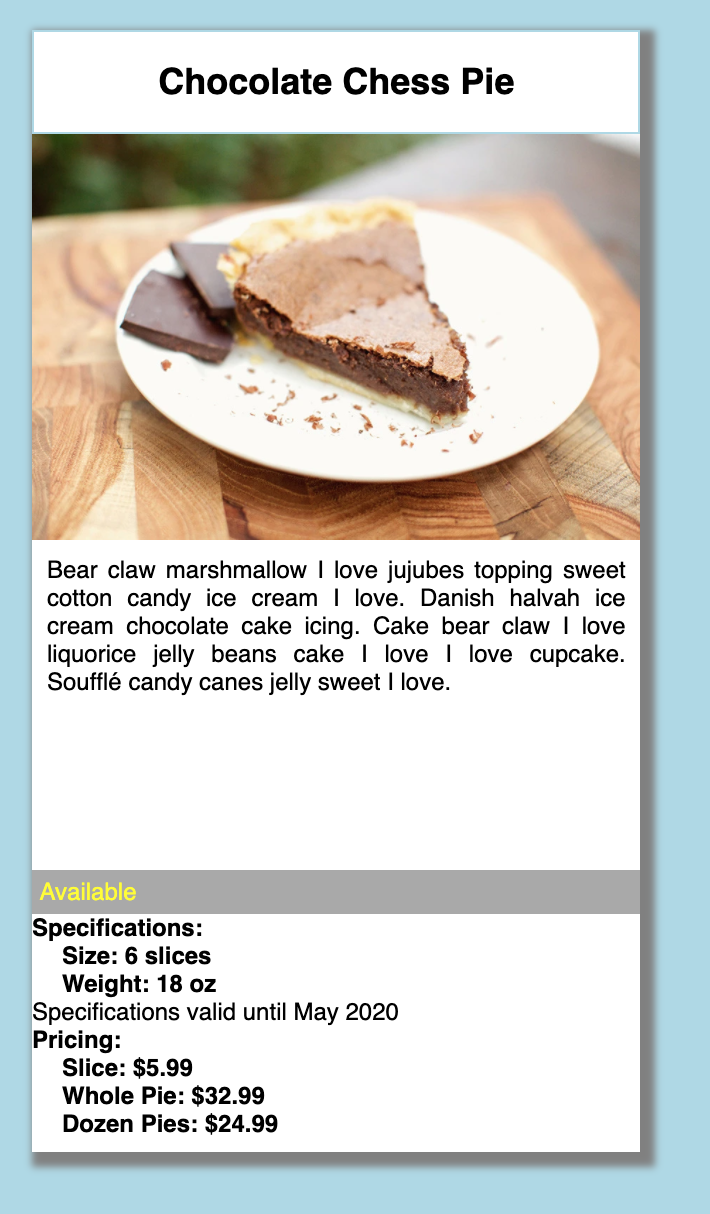 Chocolate Chess Pie
Bear claw marshmallow I love jujubes topping sweet
cotton candy ice cream I love. Danish halvah ice
cream chocolate cake icing. Cake bear claw I love
liquorice jelly beans cake I love I love cupcake.
Soufflé candy canes jelly sweet I love.
Available
Specifications:
Size: 6 slices
Weight: 18 oz
Specifications valid until May 2020
Pricing:
Slice: $5.99
Whole Pie: $32.99
Dozen Pies: $24.99